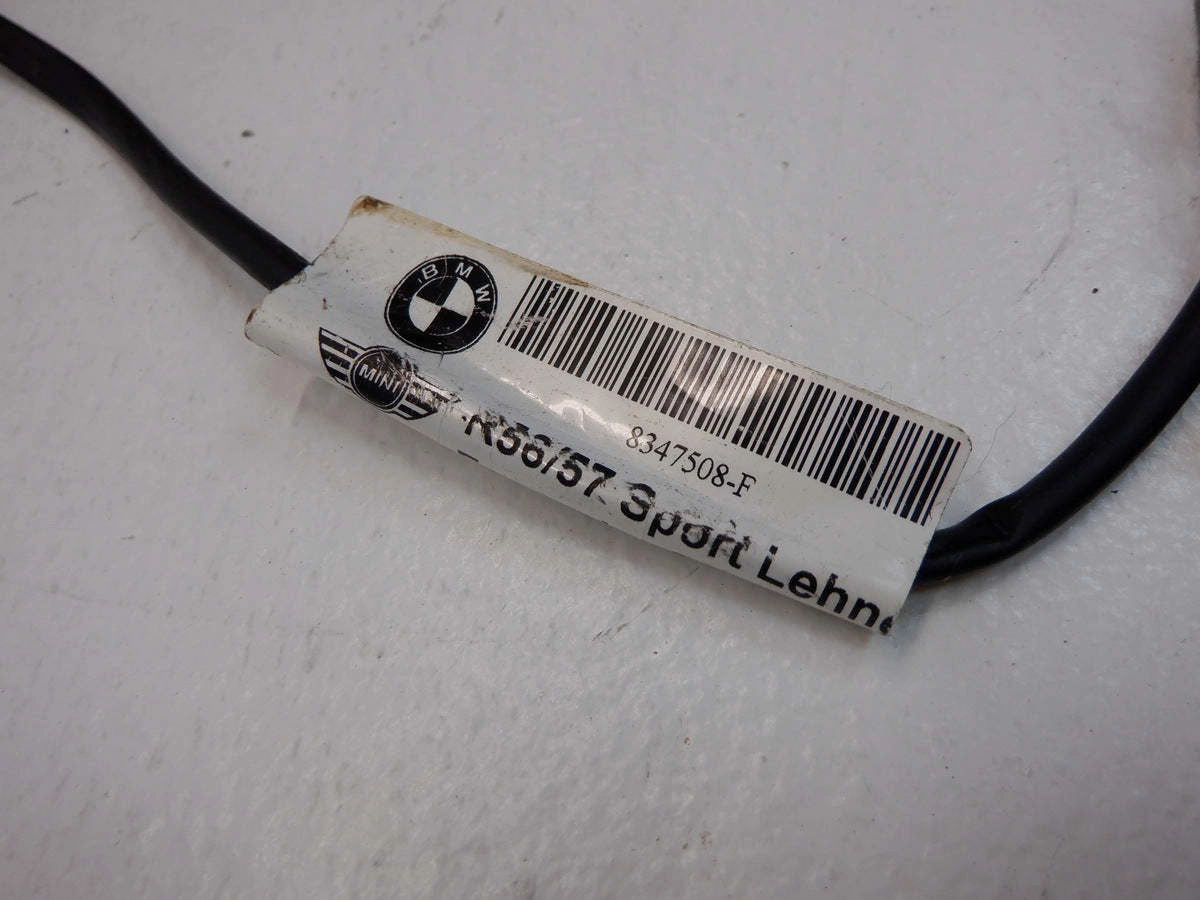 BMW
MINI
8347508-F
R56/57 Sport Lehne